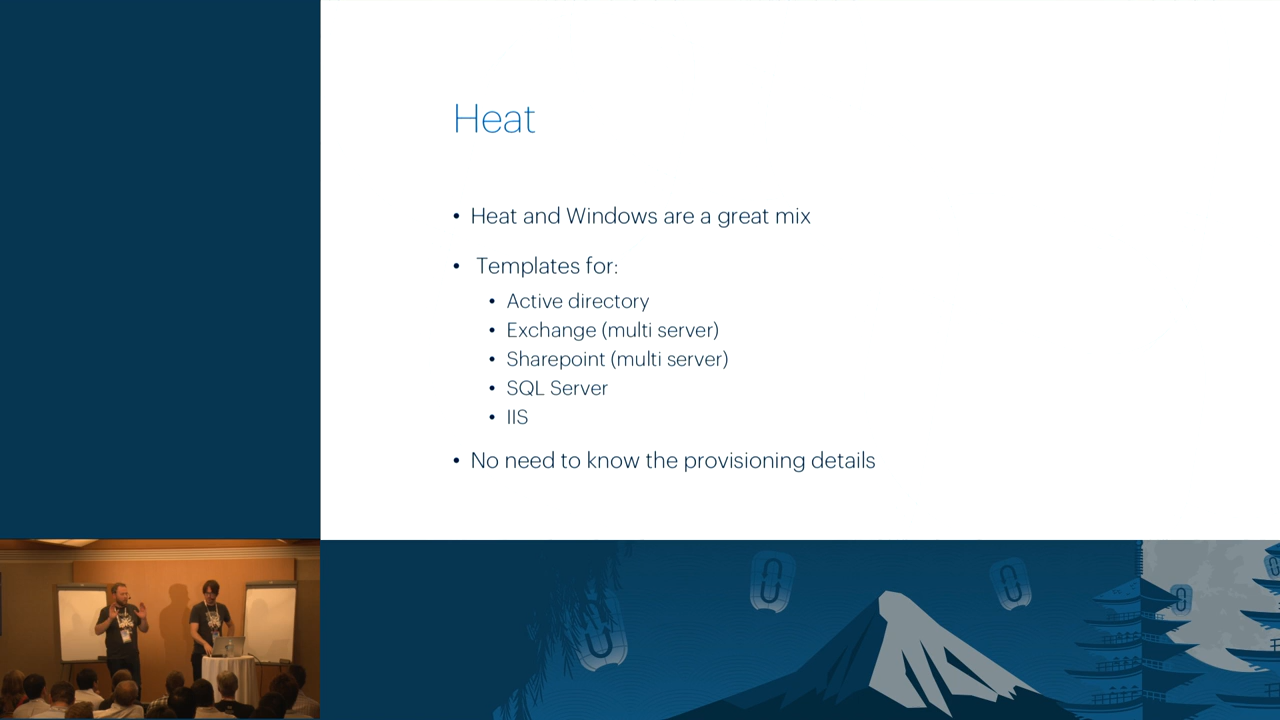 Heat
• Heat and Windows are a great mix
• Templates for:
• Active directory
• Exchange (multi server)
• Sharepoint (multi server)
• SQL Server
• IIS
• No need to know the provisioning details